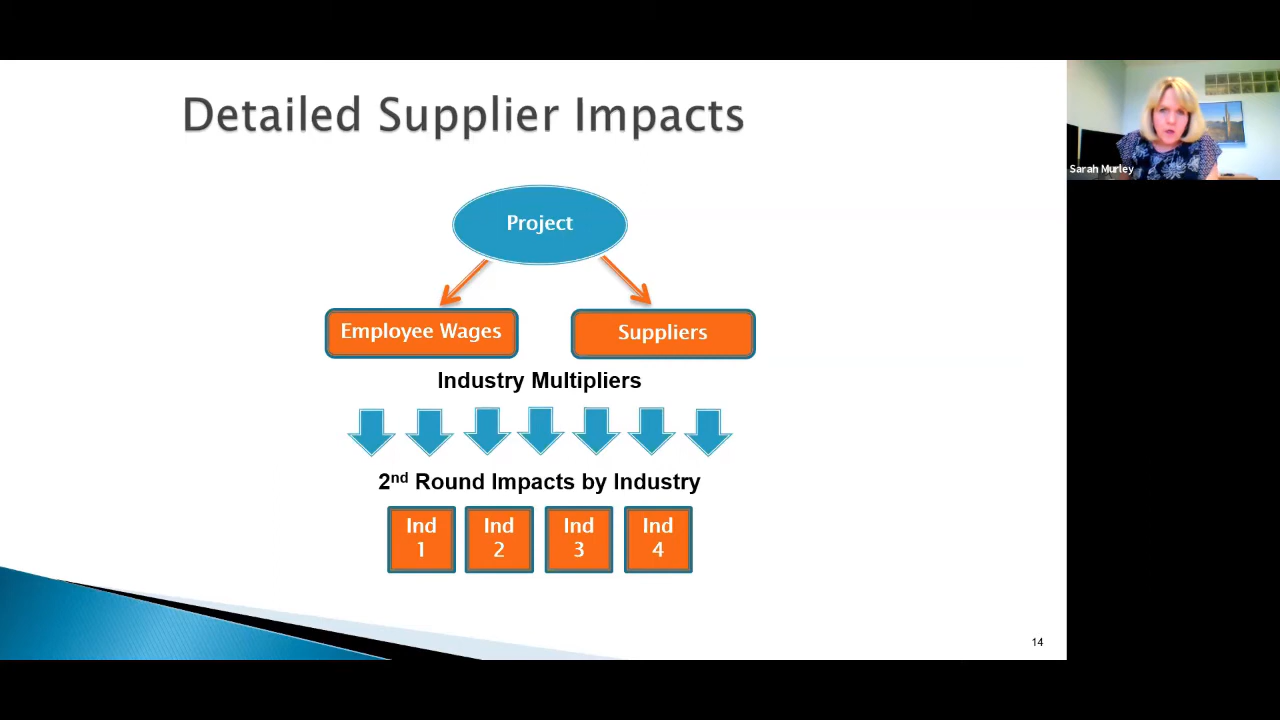 Detailed Supplier Impacts
Sarah Murley
Project
Employee Wages
Suppliers
Industry Multipliers
2nd Round Impacts by Industry
Ind
1
Ind
2
Ind
3
Ind
4
14